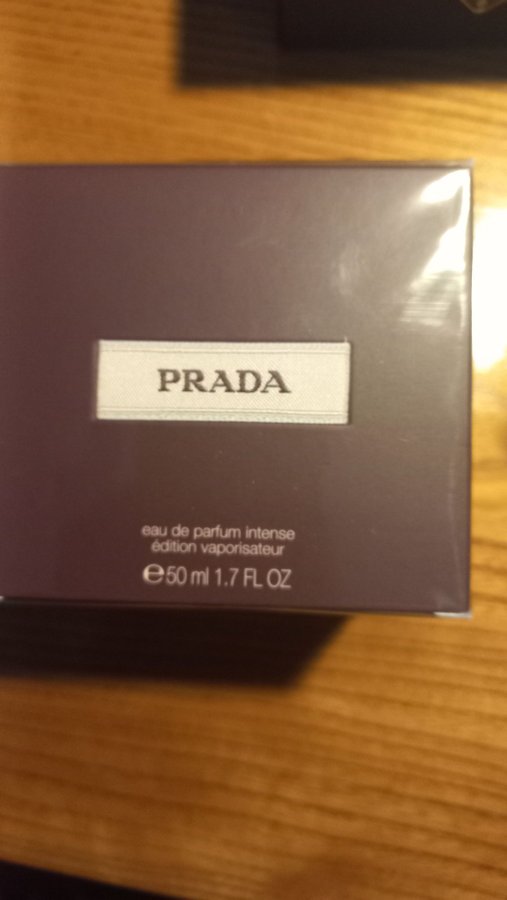 PRADA
eau de parfum intense
édition vaporisateur
℮50 ml 1.7 FL OZ